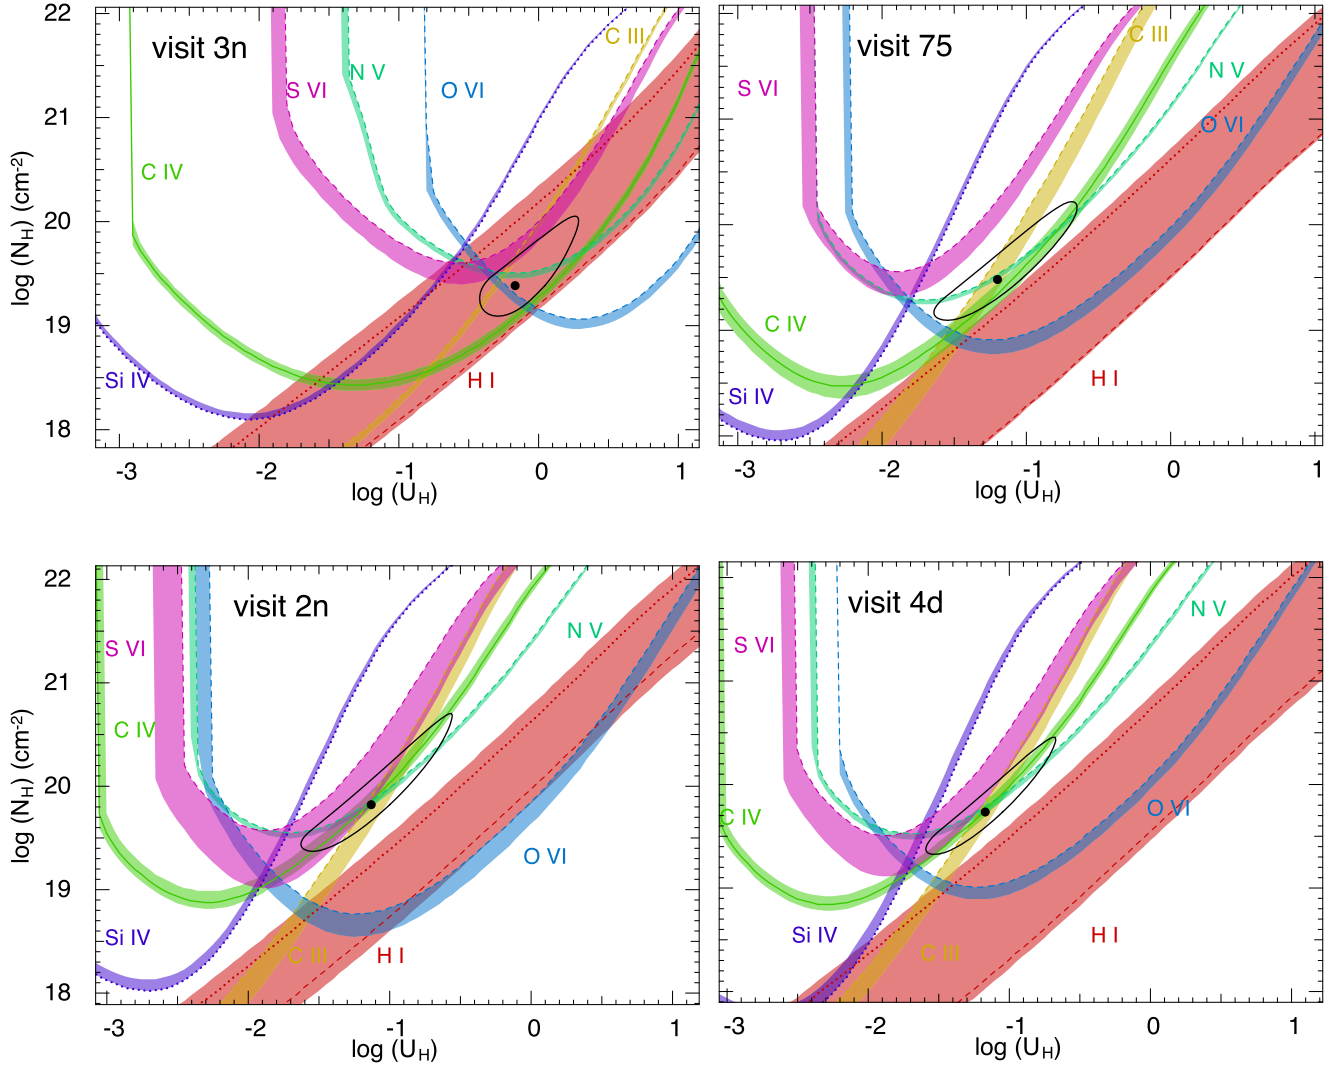 visit 3n
C III
S VI
N V
O VI
C IV
Si IV
H I
22
21
20
19
18
log (N_H) (cm⁻²)
-3 -2 -1 0 1
log (U_H)
visit 75
C III
S VI
N V
O VI
C IV
Si IV
H I
-3 -2 -1 0 1
log (U_H)
visit 2n
S VI
N V
C IV
O VI
Si IV
C III
H I
22
21
20
19
18
log (N_H) (cm⁻²)
-3 -2 -1 0 1
log (U_H)
visit 4d
S VI
N V
C IV
O VI
Si IV
C III
H I
-3 -2 -1 0 1
log (U_H)